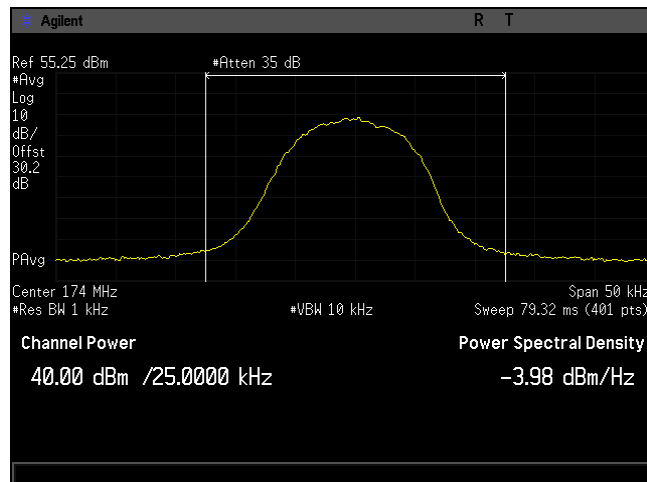 Agilent R T
Ref 55.25 dBm #Atten 35 dB
#Avg
Log
10
dB/
Offst
30.2
dB
PAvg
Center 174 MHz Span 50 kHz
#Res BW 1 kHz #VBW 10 kHz Sweep 79.32 ms (401 pts)
Channel Power Power Spectral Density
40.00 dBm /25.0000 kHz -3.98 dBm/Hz